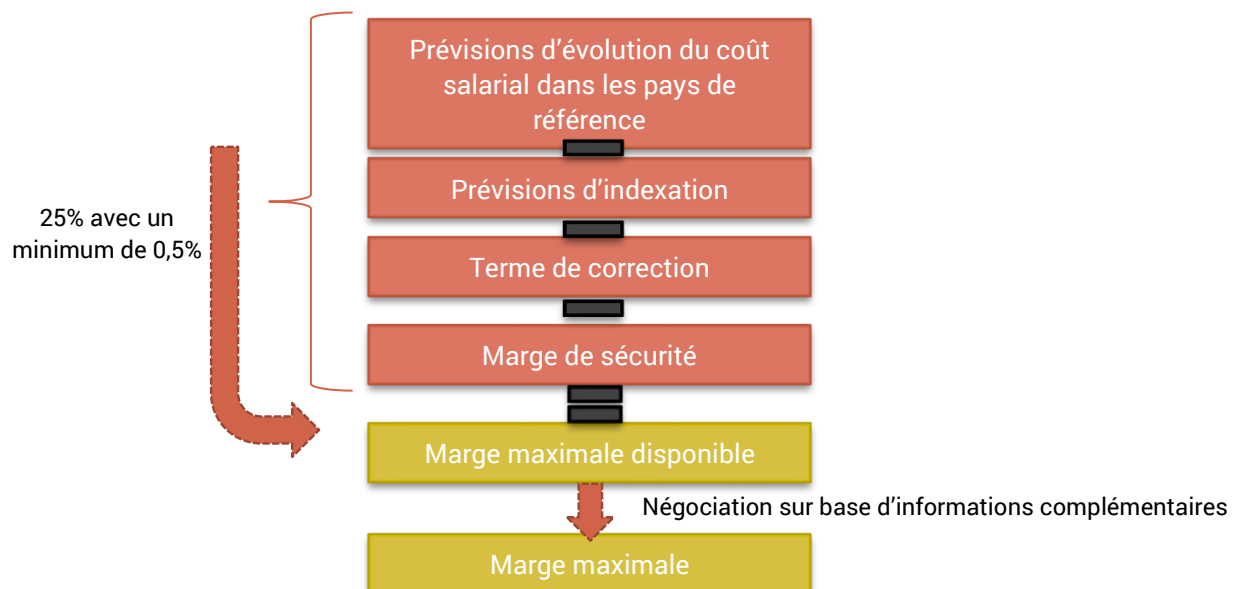 Prévisions d’évolution du coût
salarial dans les pays de
référence
Prévisions d’indexation
25% avec un
minimum de 0,5%
Terme de correction
Marge de sécurité
Marge maximale disponible
Négociation sur base d’informations complémentaires
Marge maximale